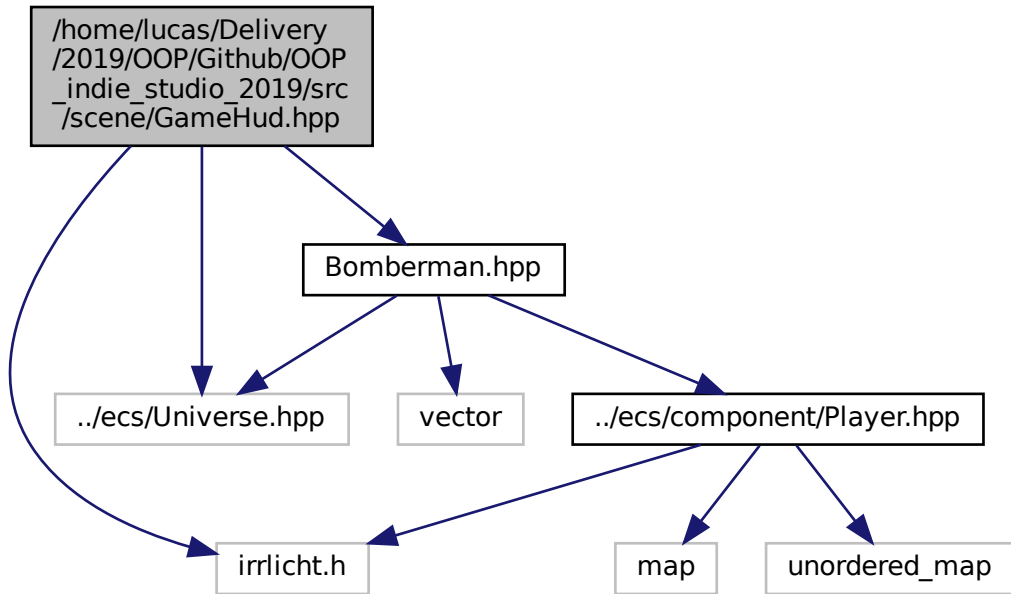 /home/lucas/Delivery
/2019/OOP/Github/OOP
_indie_studio_2019/src
/scene/GameHud.hpp
Bomberman.hpp
../ecs/Universe.hpp
vector
../ecs/component/Player.hpp
irrlicht.h
map
unordered_map